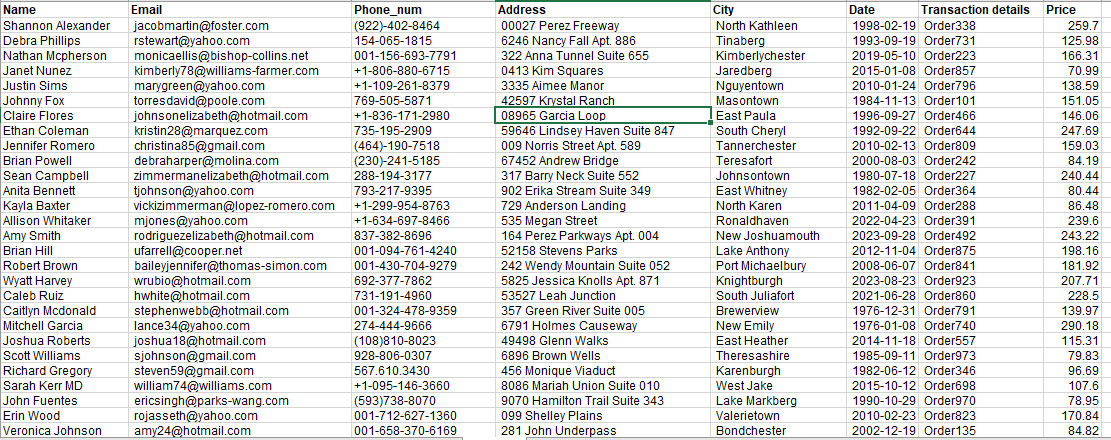 Name Email Phone_num Address City Date Transaction details Price
Shannon Alexander jacobmartin@foster.com (922)-402-8464 00027 Perez Freeway North Kathleen 1998-02-19 Order338 259.7
Debra Phillips rstewart@yahoo.com 154-065-1815 6246 Nancy Fall Apt. 886 Tinaberg 1993-09-19 Order731 125.98
Nathan Mcpherson monicaellis@bishop-collins.net 001-156-693-7791 322 Anna Tunnel Suite 655 Kimberlychester 2019-05-10 Order223 166.31
Janet Nunez kimberly78@williams-farmer.com +1-806-880-6715 0413 Kim Squares Jaredberg 2015-01-08 Order857 70.99
Justin Sims marygreen@yahoo.com +1-109-261-8379 3335 Aimee Manor Nguyentown 2010-01-24 Order796 138.59
Johnny Fox torresdavid@poole.com 769-505-5871 42597 Krystal Ranch Masontown 1984-11-13 Order101 151.05
Claire Flores johnsonelizabeth@hotmail.com +1-836-171-2980 08965 Garcia Loop East Paula 1996-09-27 Order466 146.06
Ethan Coleman kristin28@marquez.com 735-195-2909 59646 Lindsey Haven Suite 847 South Cheryl 1992-09-22 Order644 247.69
Jennifer Romero christina85@gmail.com (464)-190-7518 009 Norris Street Apt. 589 Tannerchester 2010-02-13 Order809 159.03
Brian Powell debraharper@molina.com (230)-241-5185 67452 Andrew Bridge Teresafort 2000-08-03 Order242 84.19
Sean Campbell zimmermanelizabeth@hotmail.com 288-194-3177 317 Barry Neck Suite 552 Johnsontown 1980-07-18 Order227 240.44
Anita Bennett tjohnson@yahoo.com 793-217-9395 902 Erika Stream Suite 349 East Whitney 1982-02-05 Order364 80.44
Kayla Baxter vickizimmerman@lopez-romero.com +1-299-954-8763 729 Anderson Landing North Karen 2011-04-09 Order288 86.48
Allison Whitaker mjones@yahoo.com +1-634-697-8466 535 Megan Street Ronaldhaven 2022-04-23 Order391 239.6
Amy Smith rodriguezelizabeth@hotmail.com 837-382-8696 164 Perez Parkways Apt. 004 New Joshuamouth 2023-09-28 Order492 243.22
Brian Hill ufarrell@cooper.net 001-094-761-4240 52158 Stevens Parks Lake Anthony 2012-11-04 Order875 198.16
Robert Brown baileyjennifer@thomas-simon.com 001-430-704-9279 242 Wendy Mountain Suite 052 Port Michaelbury 2008-06-07 Order841 181.92
Wyatt Harvey wrubio@hotmail.com 692-377-7862 5825 Jessica Knolls Apt. 871 Knightburgh 2023-08-23 Order923 207.71
Caleb Ruiz hwhite@hotmail.com 731-191-4960 53527 Leah Junction South Juliafort 2021-06-28 Order860 228.5
Caitlyn Mcdonald stephenwebb@hotmail.com 001-324-478-9359 357 Green River Suite 005 Brewerview 1976-12-31 Order791 139.97
Mitchell Garcia lance34@yahoo.com 274-444-9666 6791 Holmes Causeway New Emily 1976-01-08 Order740 290.18
Joshua Roberts joshua18@hotmail.com (108)810-8023 49498 Glenn Walks East Heather 2014-11-18 Order557 115.31
Scott Williams sjohnson@gmail.com 928-806-0307 6896 Brown Wells Theresashire 1985-09-11 Order973 79.83
Richard Gregory steven59@gmail.com 567.610.3430 456 Monique Viaduct Karenburgh 1982-06-12 Order346 96.69
Sarah Kerr MD william74@williams.com +1-095-146-3660 8086 Mariah Union Suite 010 West Jake 2015-10-12 Order698 107.6
John Fuentes ericsingh@parks-wang.com (593)738-8070 9070 Hamilton Trail Suite 343 Lake Markberg 1990-10-29 Order970 78.95
Erin Wood rojasseth@yahoo.com 001-712-627-1360 099 Shelley Plains Valerietown 2010-02-23 Order823 170.84
Veronica Johnson amy24@hotmail.com 001-658-370-6169 281 John Underpass Bondchester 2002-12-19 Order135 84.82